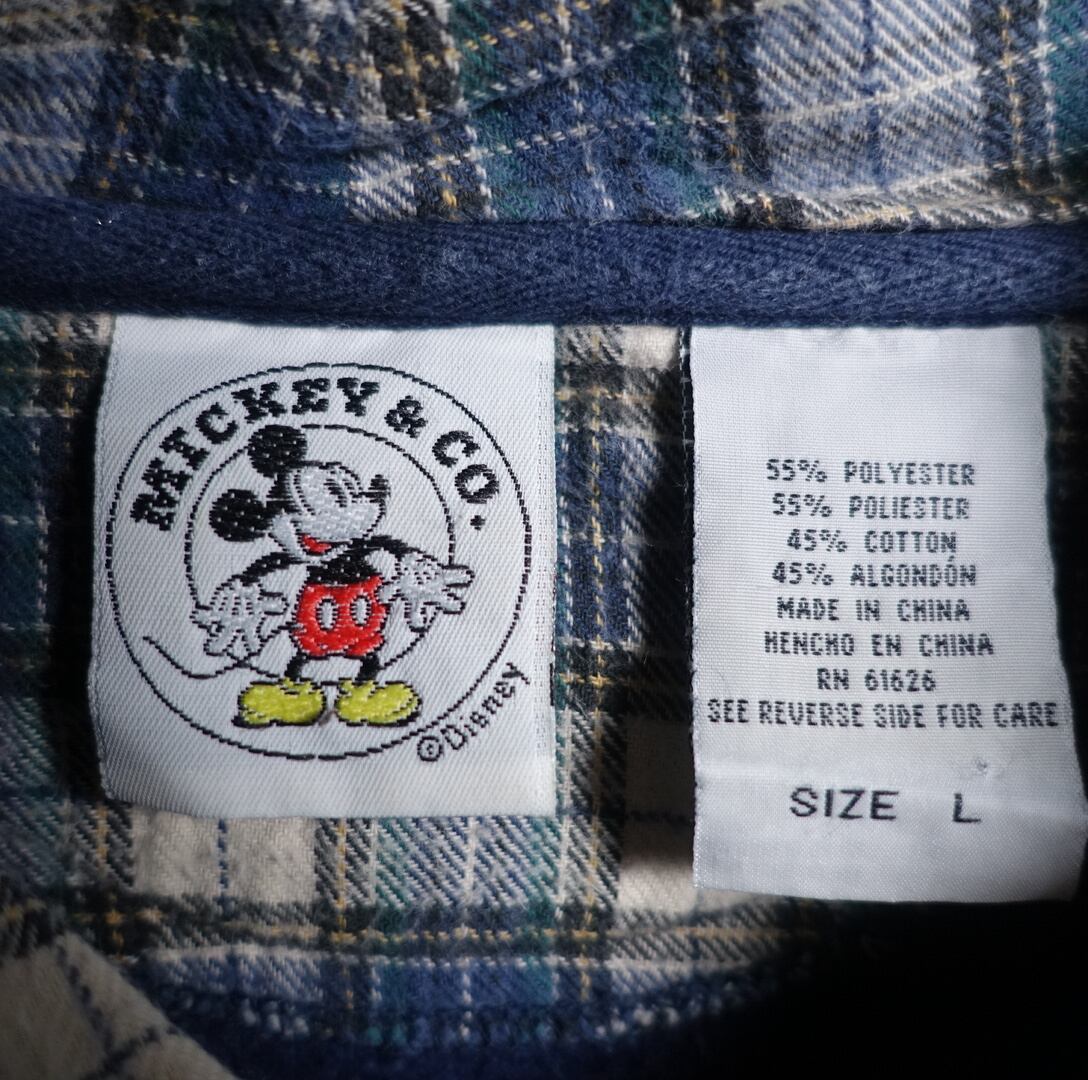 MICKEY & CO.
©Disney
55% POLYESTER
55% POLIESTER
45% COTTON
45% ALGONDÓN
MADE IN CHINA
HENCHO EN CHINA
RN 61626
SEE REVERSE SIDE FOR CARE
SIZE L